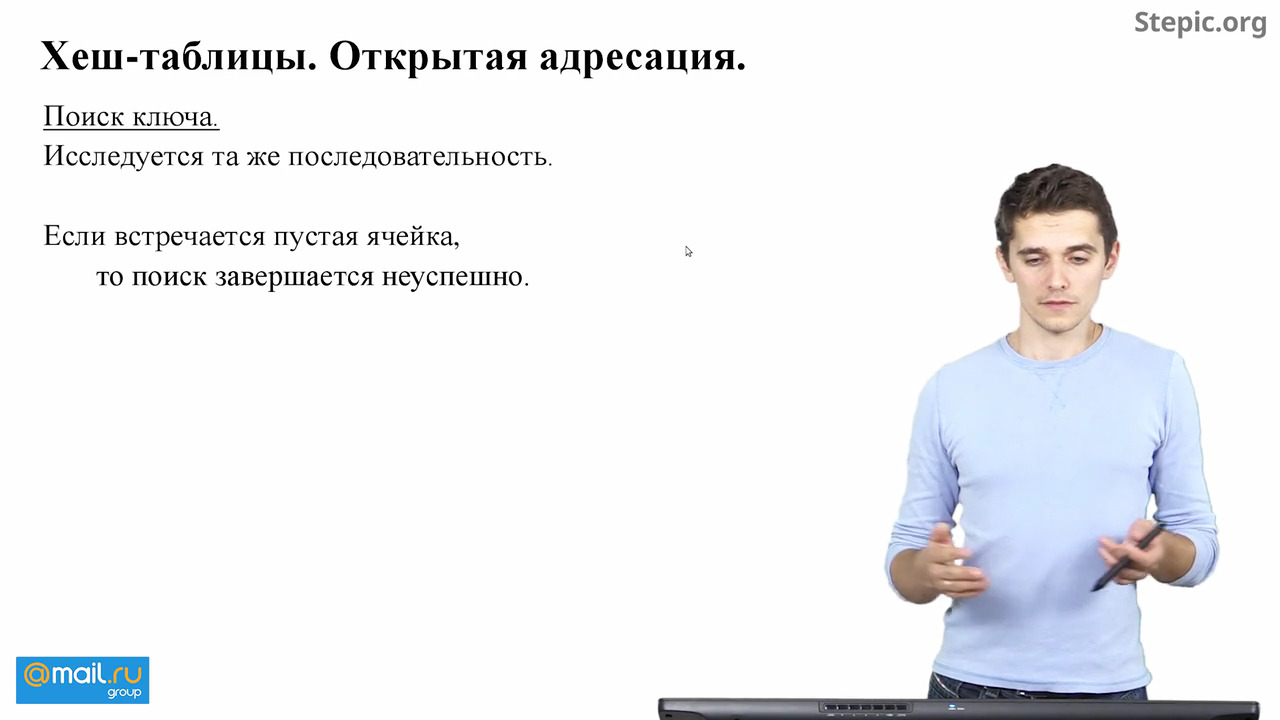 Stepic.org
Хеш-таблицы. Открытая адресация.
Поиск ключа.
Исследуется та же последовательность.
Если встречается пустая ячейка,
то поиск завершается неуспешно.
@mail.ru
group